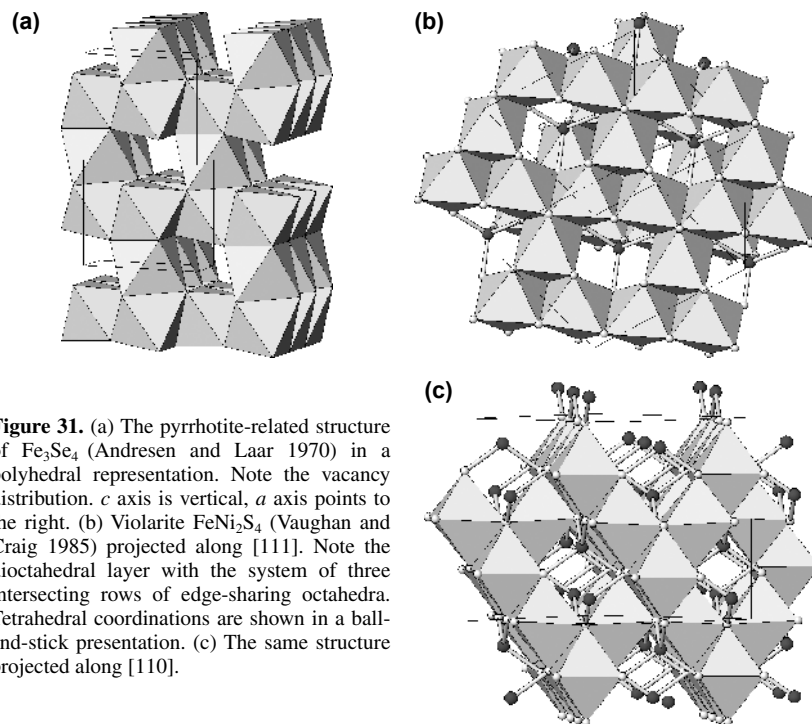 (a)
(b)
(c)
Figure 31. (a) The pyrrhotite-related structure
of Fe₃Se₄ (Andresen and Laar 1970) in a
polyhedral representation. Note the vacancy
distribution. c axis is vertical, a axis points to
the right. (b) Violarite FeNi₂S₄ (Vaughan and
Craig 1985) projected along [111]. Note the
dioctahedral layer with the system of three
intersecting rows of edge-sharing octahedra.
Tetrahedral coordinations are shown in a ball-
and-stick presentation. (c) The same structure
projected along [110].